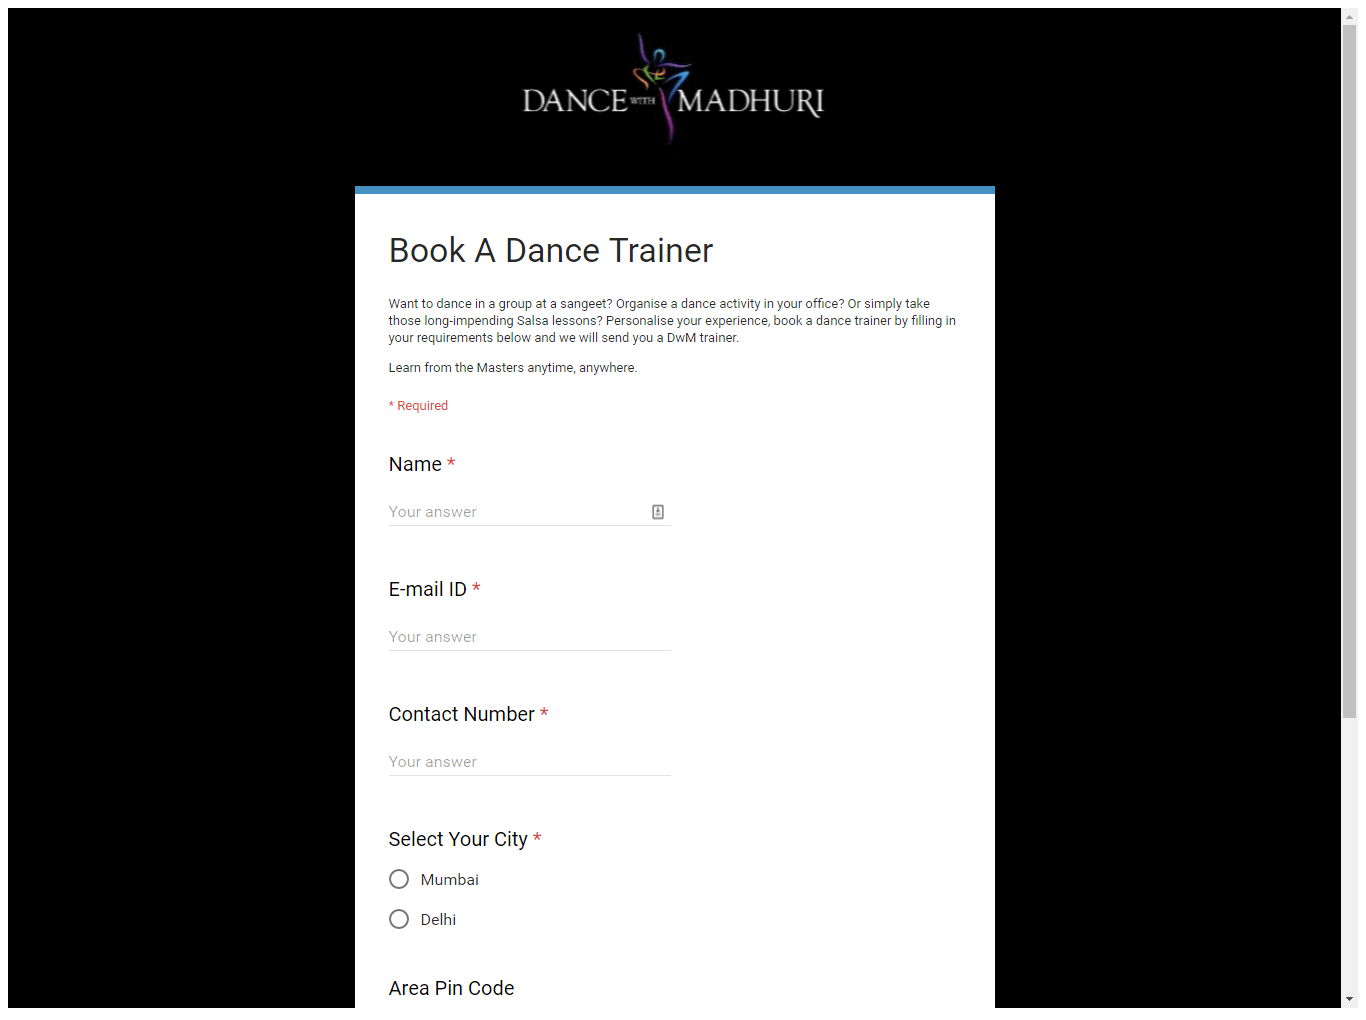 DANCE WITH MADHURI
Book A Dance Trainer
Want to dance in a group at a sangeet? Organise a dance activity in your office? Or simply take
those long-impending Salsa lessons? Personalise your experience, book a dance trainer by filling in
your requirements below and we will send you a DwM trainer.
Learn from the Masters anytime, anywhere.
* Required
Name *
Your answer
E-mail ID *
Your answer
Contact Number *
Your answer
Select Your City *
Mumbai
Delhi
Area Pin Code